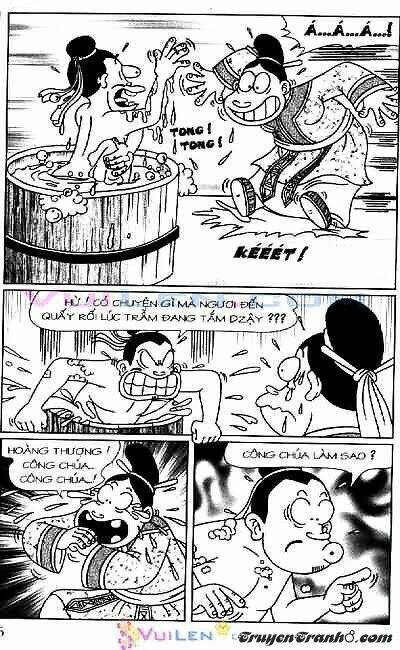 Á...Á...Á...!
TONG!
TONG!
KÉÉÉT!
HỪ! CÓ CHUYỆN GÌ MÀ NGƯƠI ĐẾN
QUẤY RỐI LÚC TRẪM ĐANG TẮM DZẬY ???
HOÀNG THƯỢNG!
CÔNG CHÚA..
CÔNG CHÚA..!
CÔNG CHÚA LÀM SAO ?
VuiLEN
TruyenTranh8.com